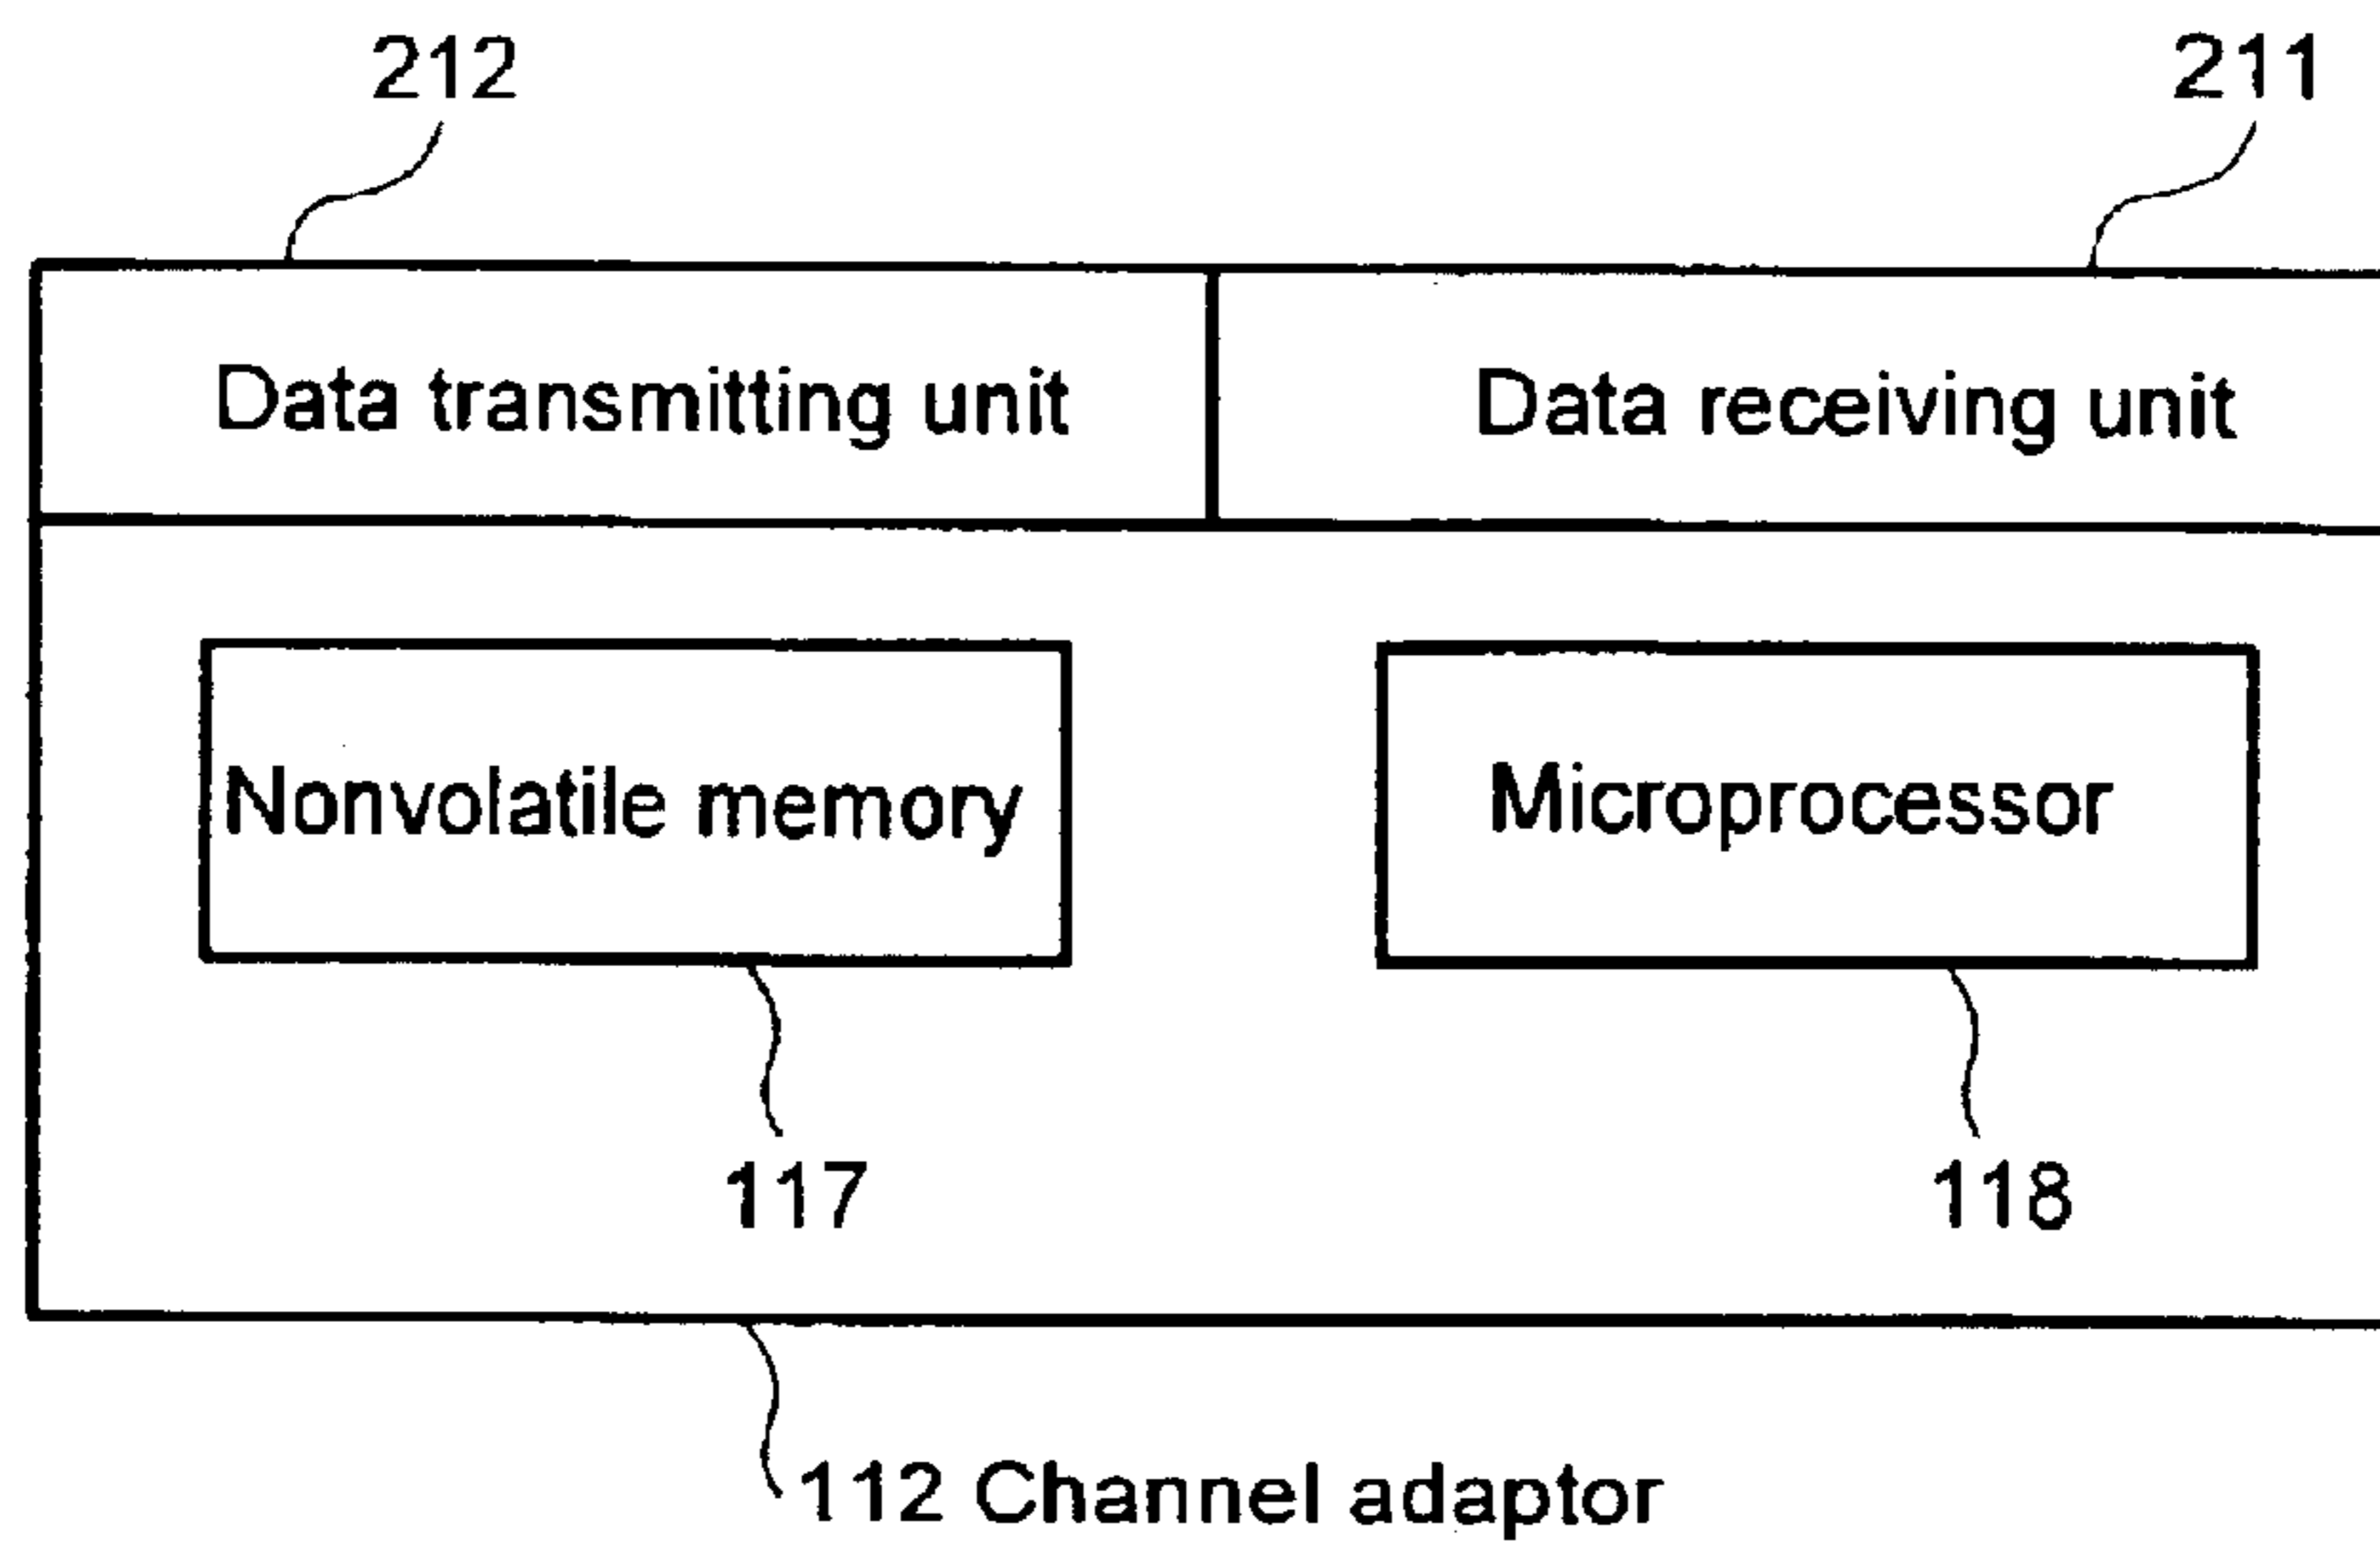 212 211
Data transmitting unit Data receiving unit
Nonvolatile memory Microprocessor
117 118
112 Channel adaptor